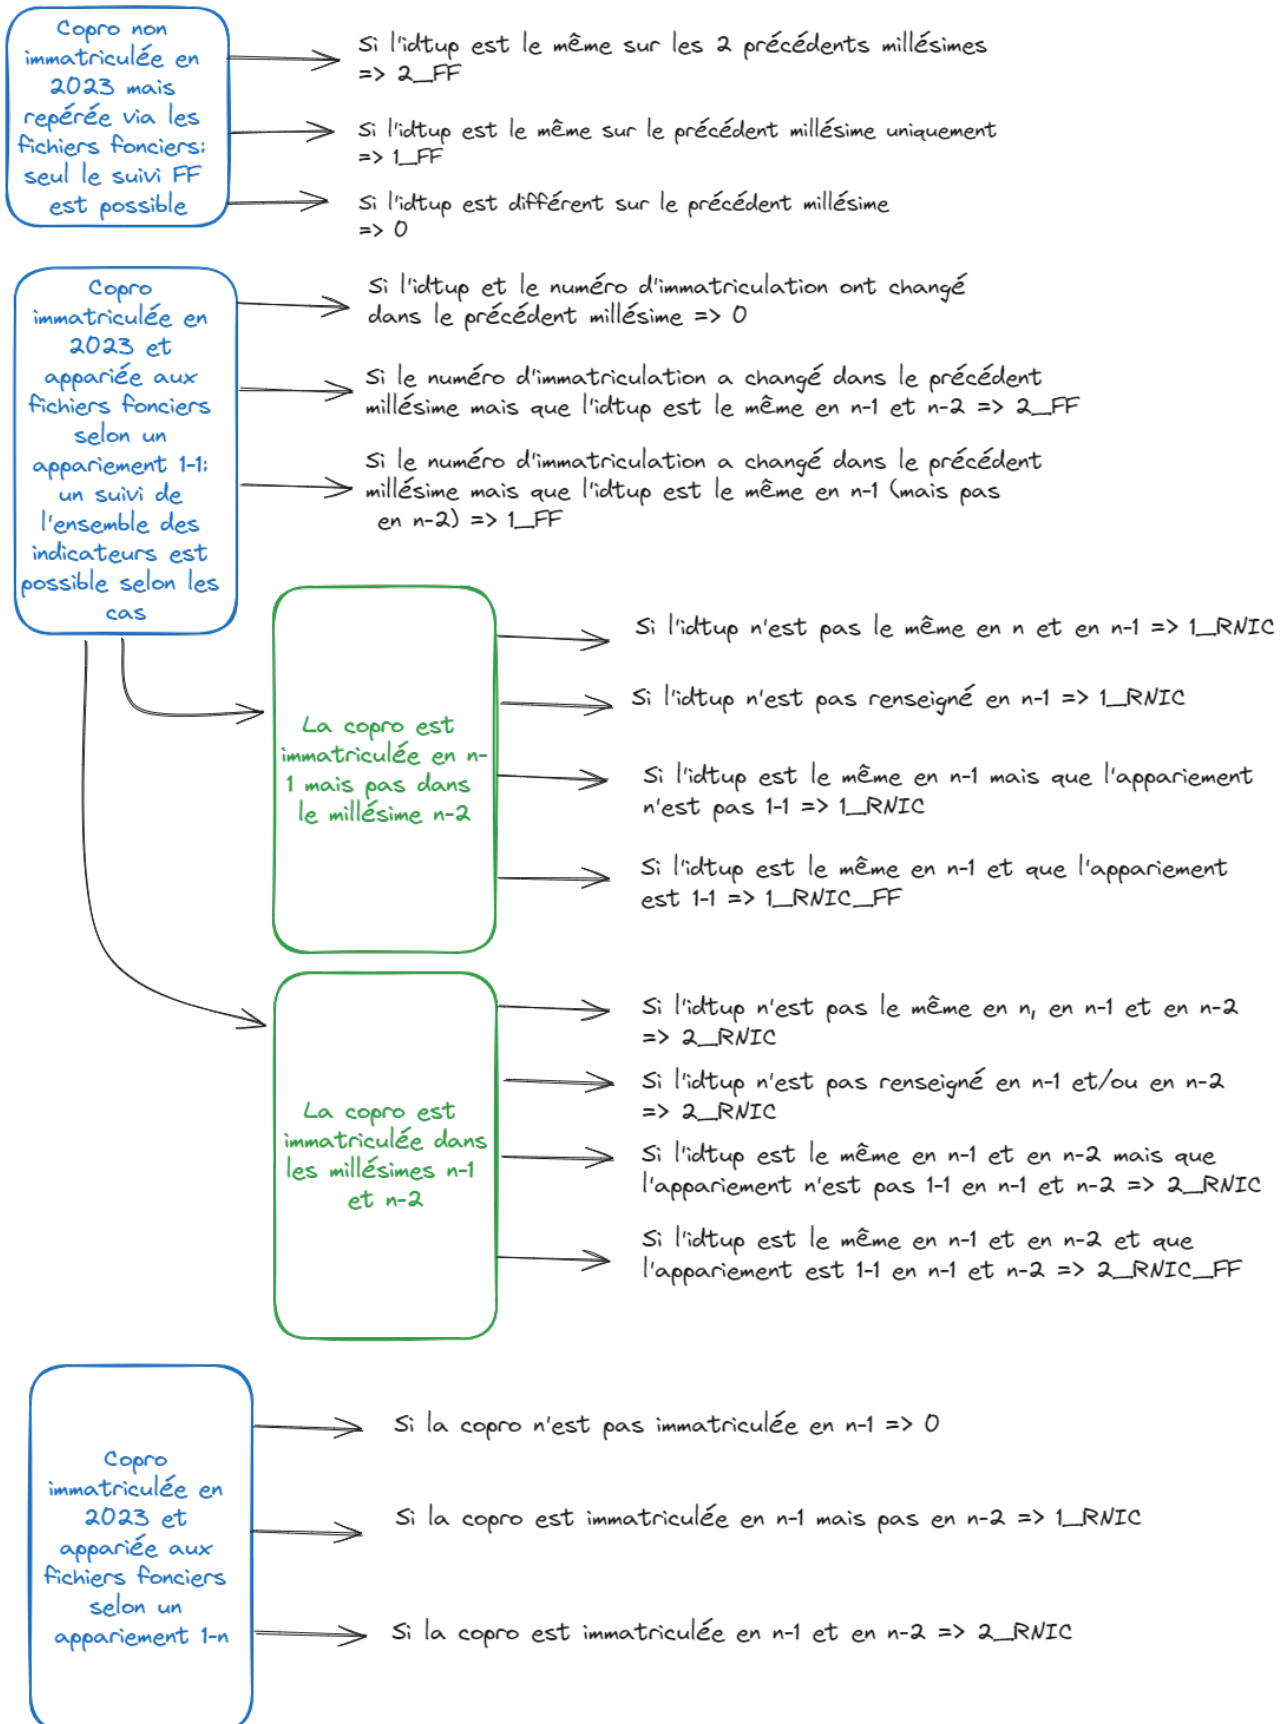 Copro non
immatriculée en
2023 mais
repérée via les
fichiers fonciers:
seul le suivi FF
est possible
Si l'idtup est le même sur les 2 précédents millésimes
=> 2_FF
Si l'idtup est le même sur le précédent millésime uniquement
=> 1_FF
Si l'idtup est différent sur le précédent millésime
=> 0
Copro
immatriculée en
2023 et
appariée aux
fichiers fonciers
selon un
appariement 1-1:
un suivi de
l'ensemble des
indicateurs est
possible selon les
cas
Si l'idtup et le numéro d'immatriculation ont changé
dans le précédent millésime => 0
Si le numéro d'immatriculation a changé dans le précédent
millésime mais que l'idtup est le même en n-1 et n-2 => 2_FF
Si le numéro d'immatriculation a changé dans le précédent
millésime mais que l'idtup est le même en n-1 (mais pas
en n-2) => 1_FF
La copro est
immatriculée en n-
1 mais pas dans
le millésime n-2
Si l'idtup n'est pas le même en n et en n-1 => 1_RNIC
Si l'idtup n'est pas renseigné en n-1 => 1_RNIC
Si l'idtup est le même en n-1 mais que l'appariement
n'est pas 1-1 => 1_RNIC
Si l'idtup est le même en n-1 et que l'appariement
est 1-1 => 1_RNIC_FF
La copro est
immatriculée dans
les millésimes n-1
et n-2
Si l'idtup n'est pas le même en n, en n-1 et en n-2
=> 2_RNIC
Si l'idtup n'est pas renseigné en n-1 et/ou en n-2
=> 2_RNIC
Si l'idtup est le même en n-1 et en n-2 mais que
l'appariement n'est pas 1-1 en n-1 et n-2 => 2_RNIC
Si l'idtup est le même en n-1 et en n-2 et que
l'appariement est 1-1 en n-1 et n-2 => 2_RNIC_FF
Copro
immatriculée en
2023 et
appariée aux
fichiers fonciers
selon un
appariement 1-n
Si la copro n'est pas immatriculée en n-1 => 0
Si la copro est immatriculée en n-1 mais pas en n-2 => 1_RNIC
Si la copro est immatriculée en n-1 et en n-2 => 2_RNIC